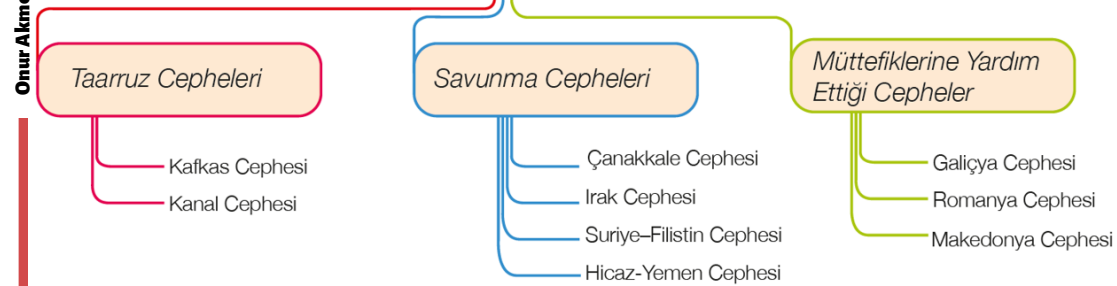 Onur Akme
Taarruz Cepheleri
Kafkas Cephesi
Kanal Cephesi
Savunma Cepheleri
Çanakkale Cephesi
Irak Cephesi
Suriye–Filistin Cephesi
Hicaz-Yemen Cephesi
Müttefiklerine Yardım
Ettiği Cepheler
Galiçya Cephesi
Romanya Cephesi
Makedonya Cephesi